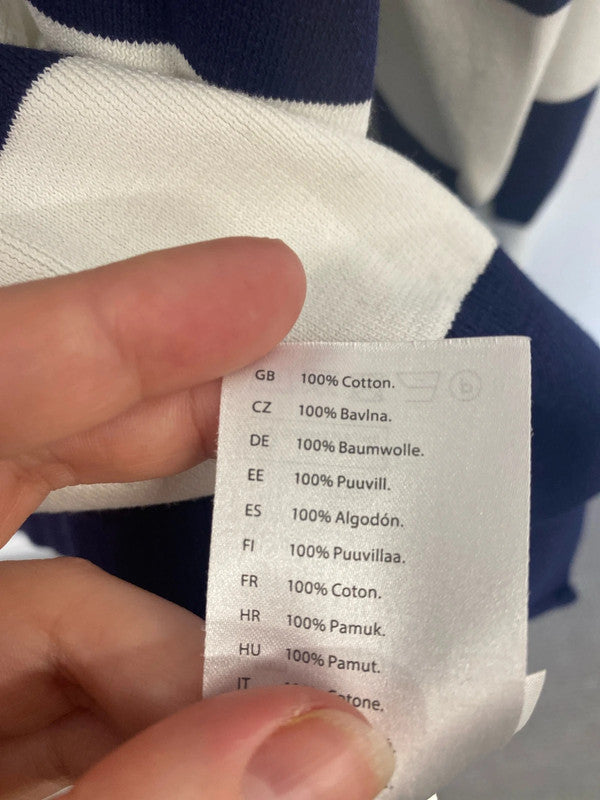 GB 100% Cotton.
CZ 100% Bavlna.
DE 100% Baumwolle.
EE 100% Puuvill.
ES 100% Algodón.
FI 100% Puuvillaa.
FR 100% Coton.
HR 100% Pamuk.
HU 100% Pamut.
IT